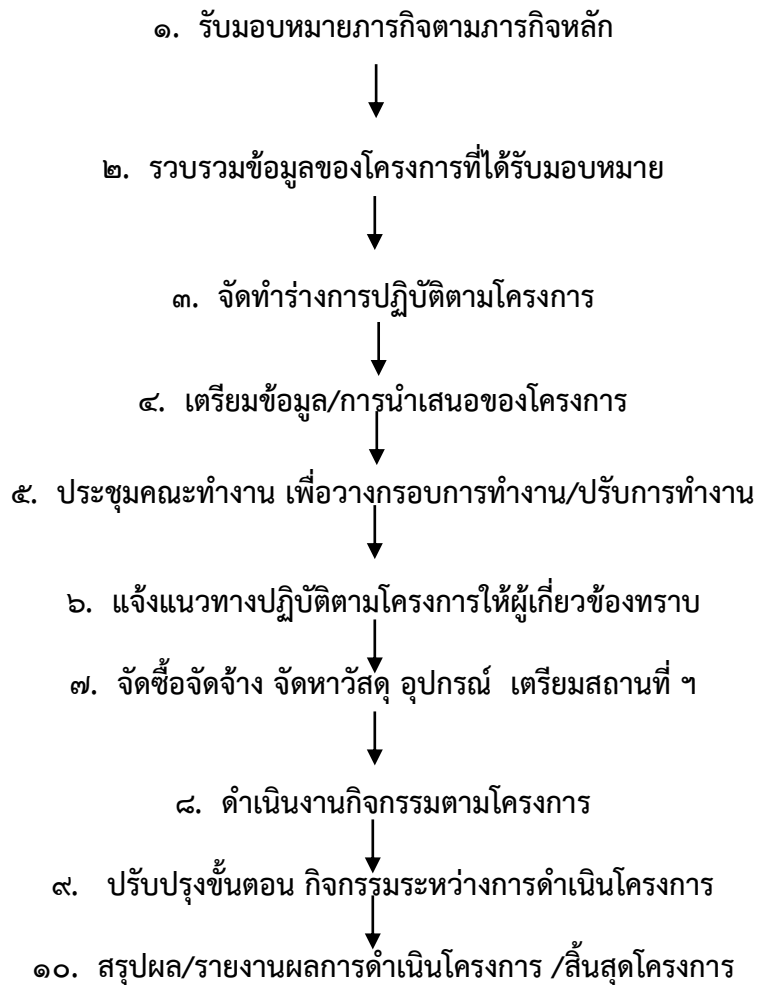 ๑. รับมอบหมายภารกิจตามภารกิจหลัก
๒. รวบรวมข้อมูลของโครงการที่ได้รับมอบหมาย
๓. จัดทำร่างการปฏิบัติตามโครงการ
๔. เตรียมข้อมูล/การนำเสนอของโครงการ
๕. ประชุมคณะทำงาน เพื่อวางกรอบการทำงาน/ปรับการทำงาน
๖. แจ้งแนวทางปฏิบัติตามโครงการให้ผู้เกี่ยวข้องทราบ
๗. จัดซื้อจัดจ้าง จัดหาวัสดุ อุปกรณ์ เตรียมสถานที่ ฯ
๘. ดำเนินงานกิจกรรมตามโครงการ
๙. ปรับปรุงขั้นตอน กิจกรรมระหว่างการดำเนินโครงการ
๑๐. สรุปผล/รายงานผลการดำเนินโครงการ /สิ้นสุดโครงการ